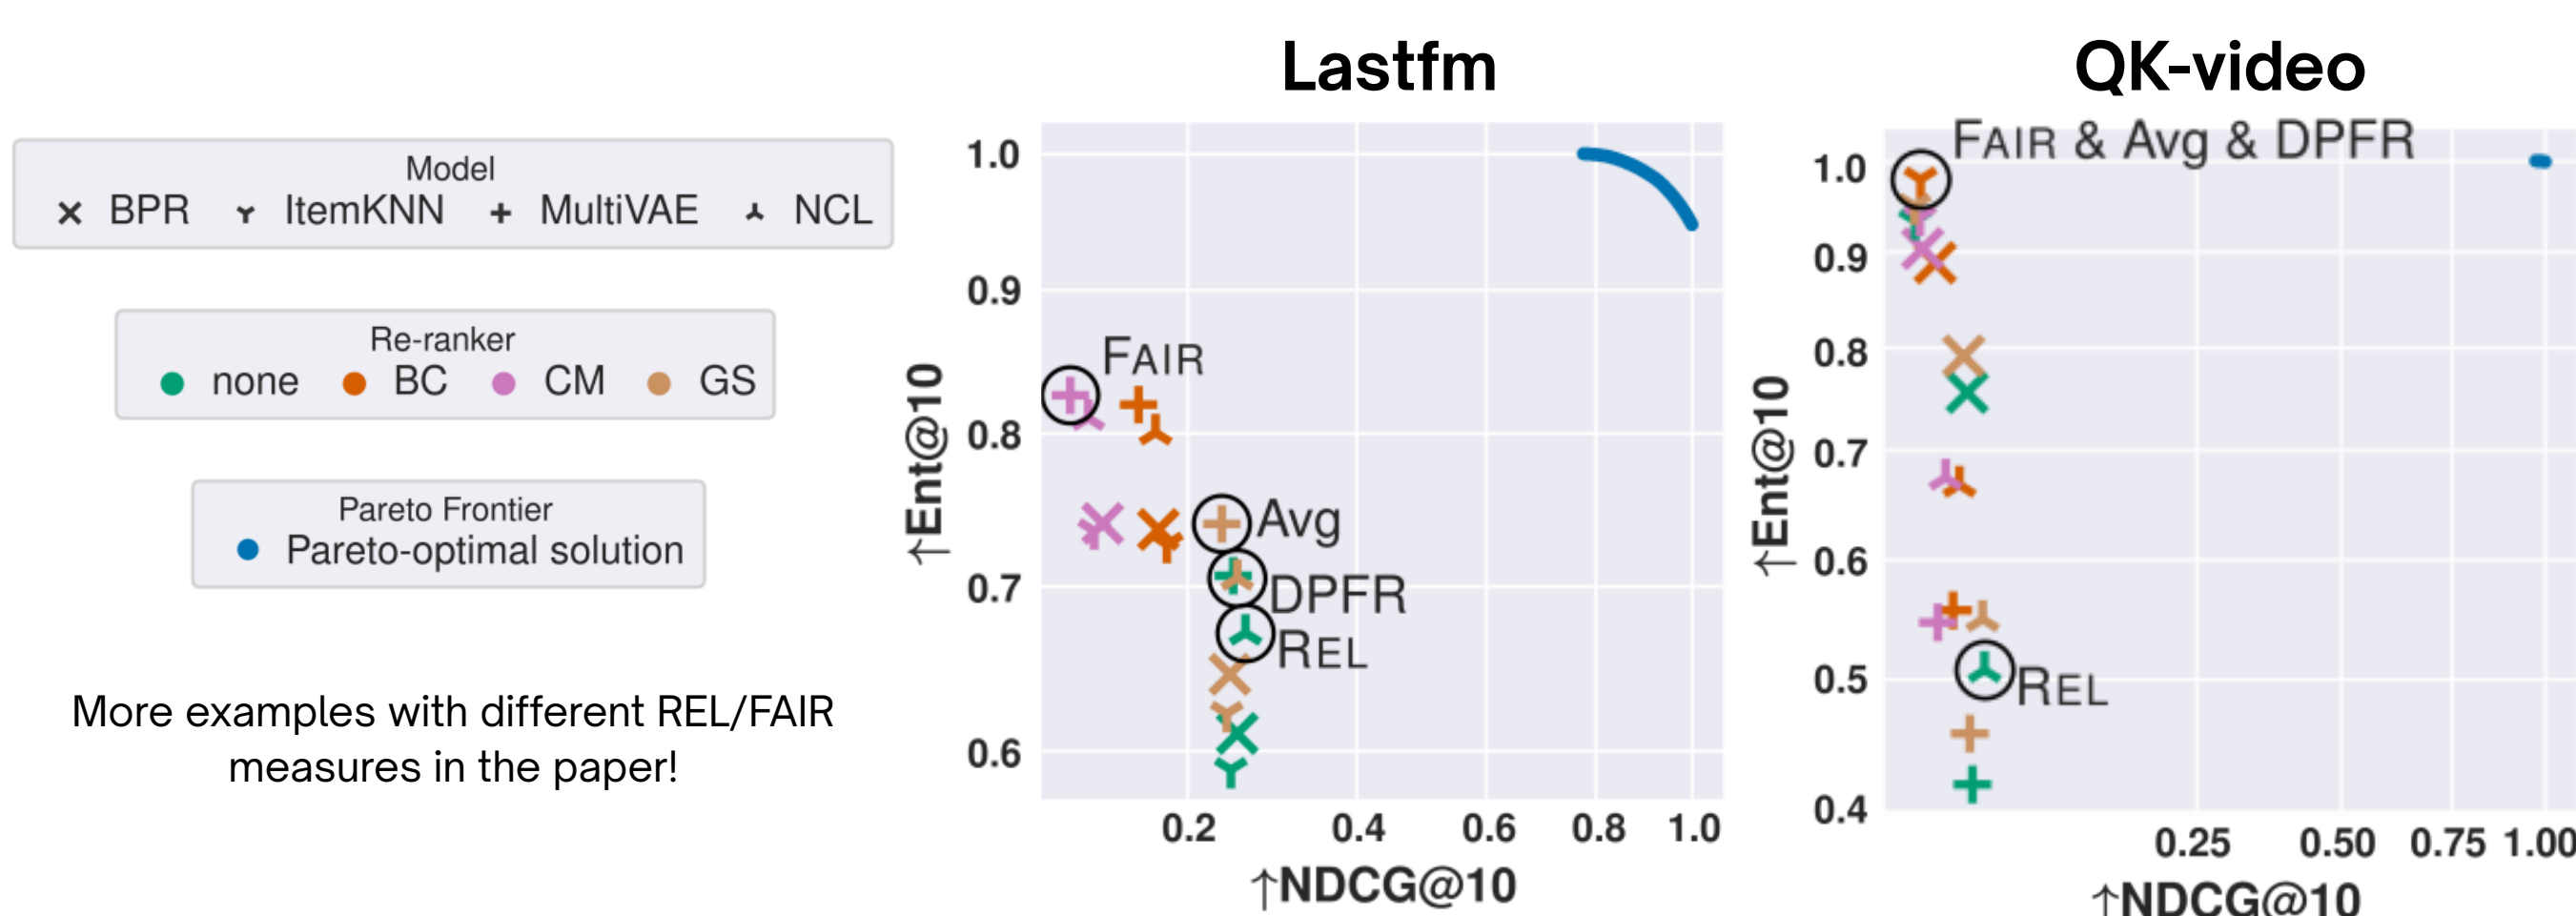 Lastfm
QK-video
Model
BPR ItemKNN MultiVAE NCL
Re-ranker
none BC CM GS
Pareto Frontier
Pareto-optimal solution
More examples with different REL/FAIR
measures in the paper!
1.0
0.9
0.8
0.7
0.6
↑Ent@10
FAIR
Avg
DPFR
REL
0.2 0.4 0.6 0.8 1.0
↑NDCG@10
1.0
0.9
0.8
0.7
0.6
0.5
0.4
↑Ent@10
FAIR & Avg & DPFR
REL
0.25 0.50 0.75 1.00
↑NDCG@10